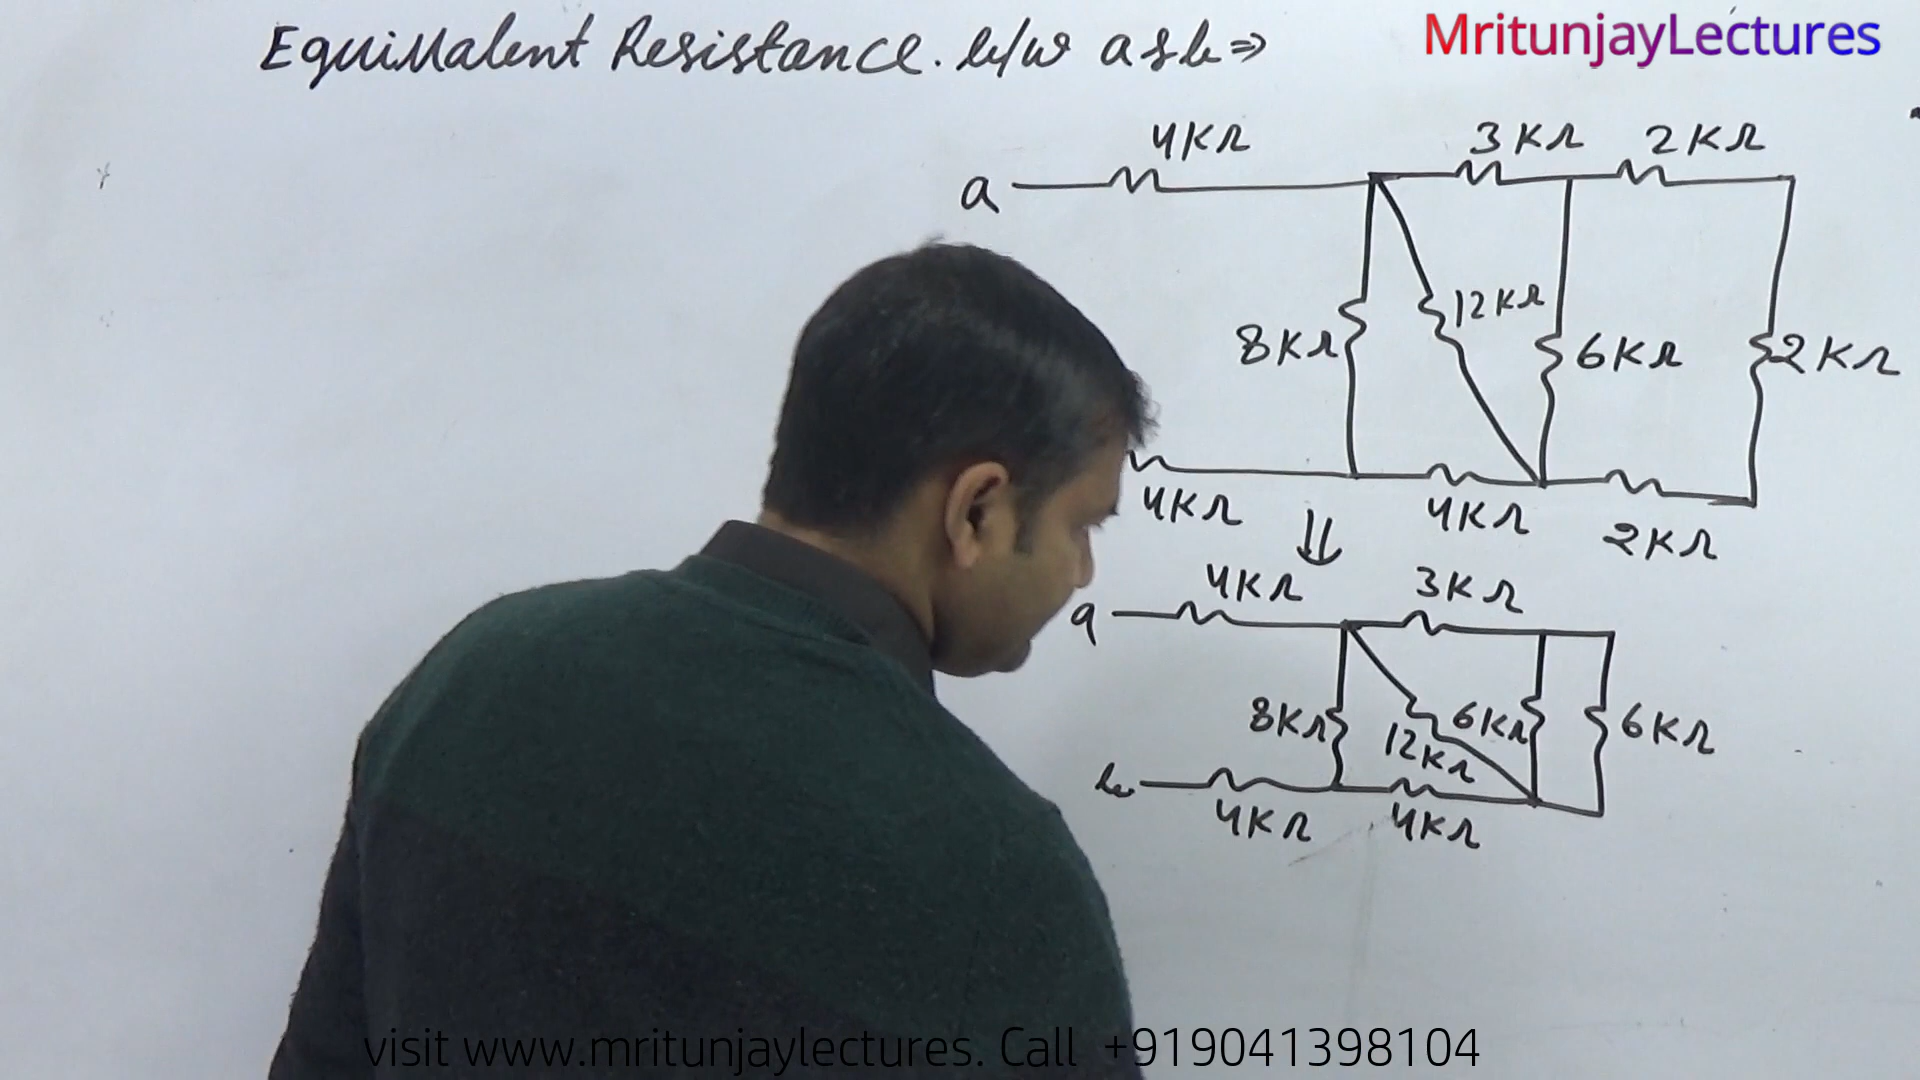 Equivalent Resistance. b/w a & b ⇒
MritunjayLectures
4KΩ
3KΩ
2KΩ
a
12KΩ
8KΩ
6KΩ
2KΩ
4KΩ
4KΩ
2KΩ
⇓
4KΩ
3KΩ
a
8KΩ
12KΩ
6KΩ
6KΩ
b
4KΩ
4KΩ
visit www.mritunjaylectures. Call +919041398104